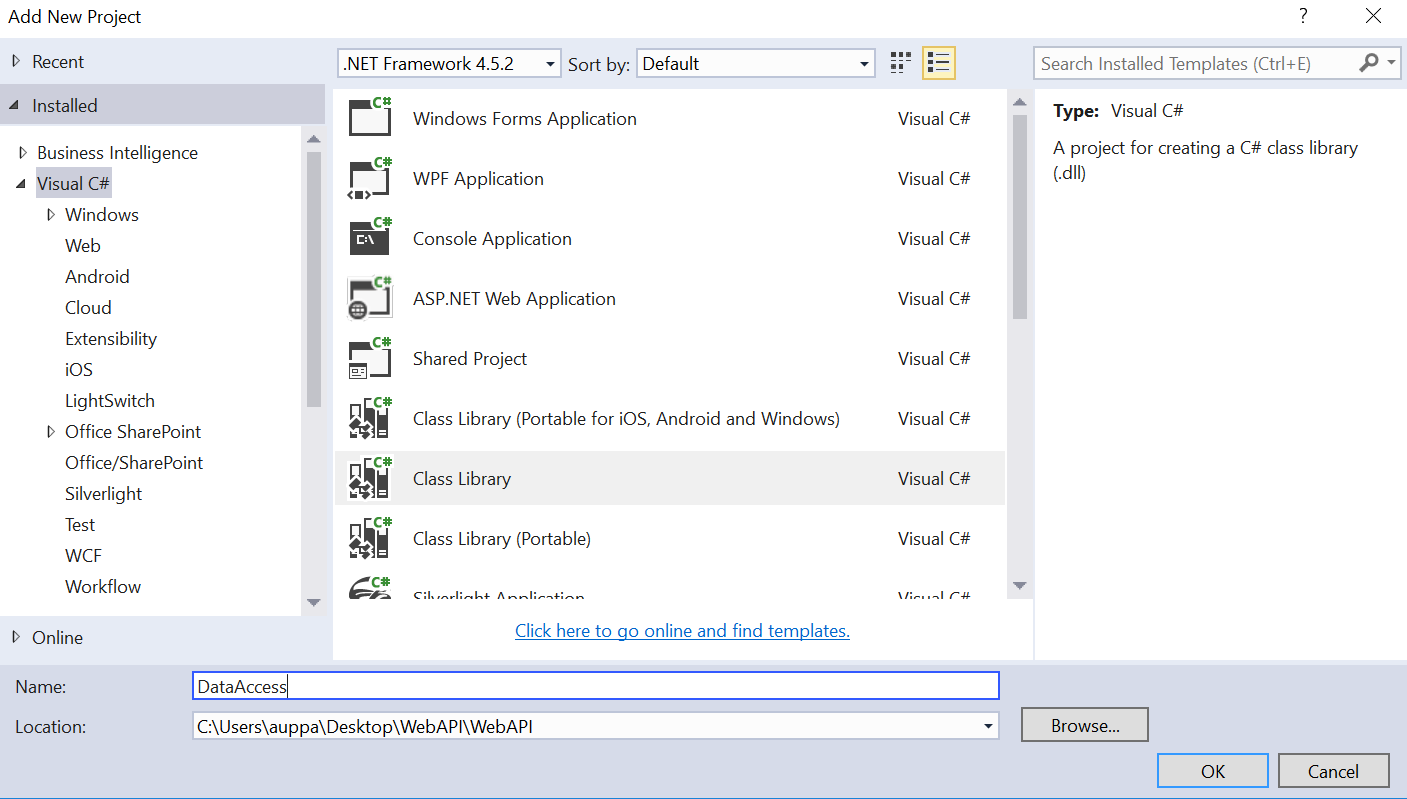 Add New Project
?
Recent
.NET Framework 4.5.2
Sort by:
Default
Search Installed Templates (Ctrl+E)
Installed
Business Intelligence
Visual C#
Windows
Web
Android
Cloud
Extensibility
iOS
LightSwitch
Office SharePoint
Office/SharePoint
Silverlight
Test
WCF
Workflow
Online
C#
Windows Forms Application Visual C#
C#
WPF Application Visual C#
C#
C:\
Console Application Visual C#
C#
ASP.NET Web Application Visual C#
C#
Shared Project Visual C#
C#
Class Library (Portable for iOS, Android and Windows) Visual C#
C#
Class Library Visual C#
C#
Class Library (Portable) Visual C#
C#
Silverlight Application Visual C#
Click here to go online and find templates.
Type: Visual C#
A project for creating a C# class library
(.dll)
Name: DataAccess
Location: C:\Users\auppa\Desktop\WebAPI\WebAPI
Browse...
OK
Cancel